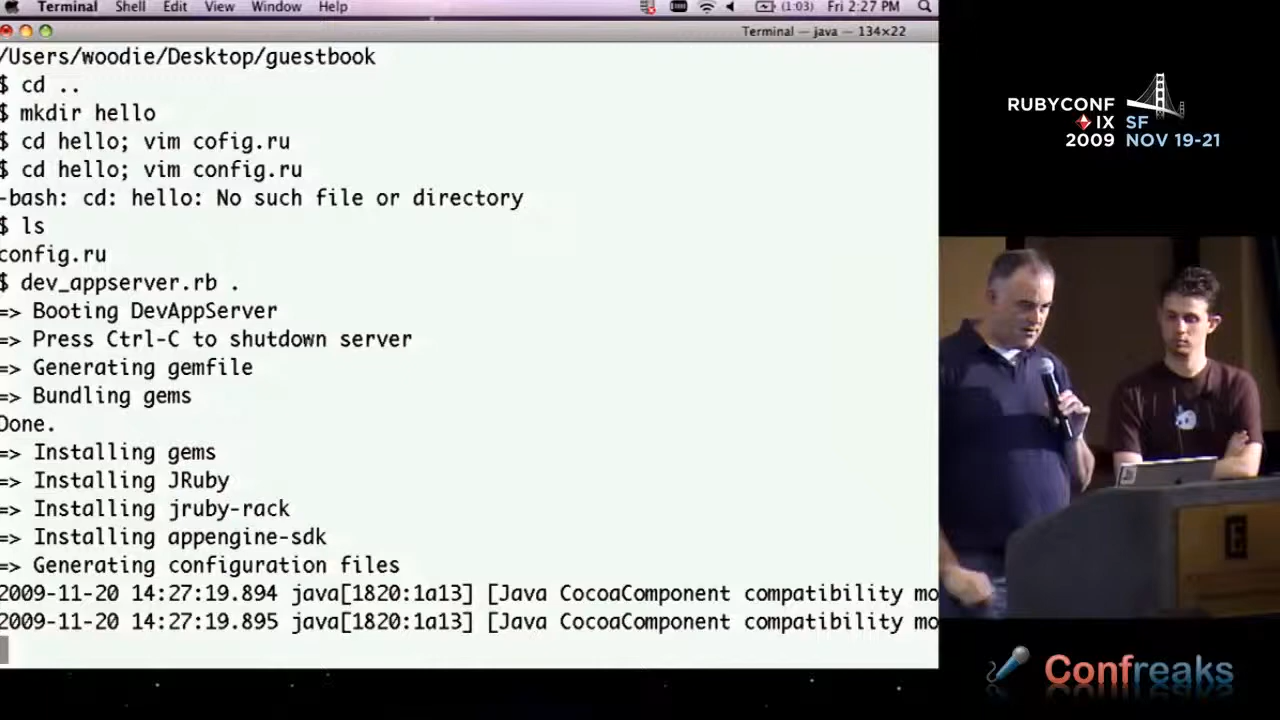 Terminal Shell Edit View Window Help (1:03) Fri 2:27 PM
Terminal — java — 134×22
/Users/woodie/Desktop/guestbook
$ cd ..
$ mkdir hello
$ cd hello; vim cofig.ru
$ cd hello; vim config.ru
-bash: cd: hello: No such file or directory
$ ls
config.ru
$ dev_appserver.rb .
=> Booting DevAppServer
=> Press Ctrl-C to shutdown server
=> Generating gemfile
=> Bundling gems
Done.
=> Installing gems
=> Installing JRuby
=> Installing jruby-rack
=> Installing appengine-sdk
=> Generating configuration files
2009-11-20 14:27:19.894 java[1820:1a13] [Java CocoaComponent compatibility mo
2009-11-20 14:27:19.895 java[1820:1a13] [Java CocoaComponent compatibility mo
RUBYCONF
IX SF
2009 NOV 19-21
Confreaks